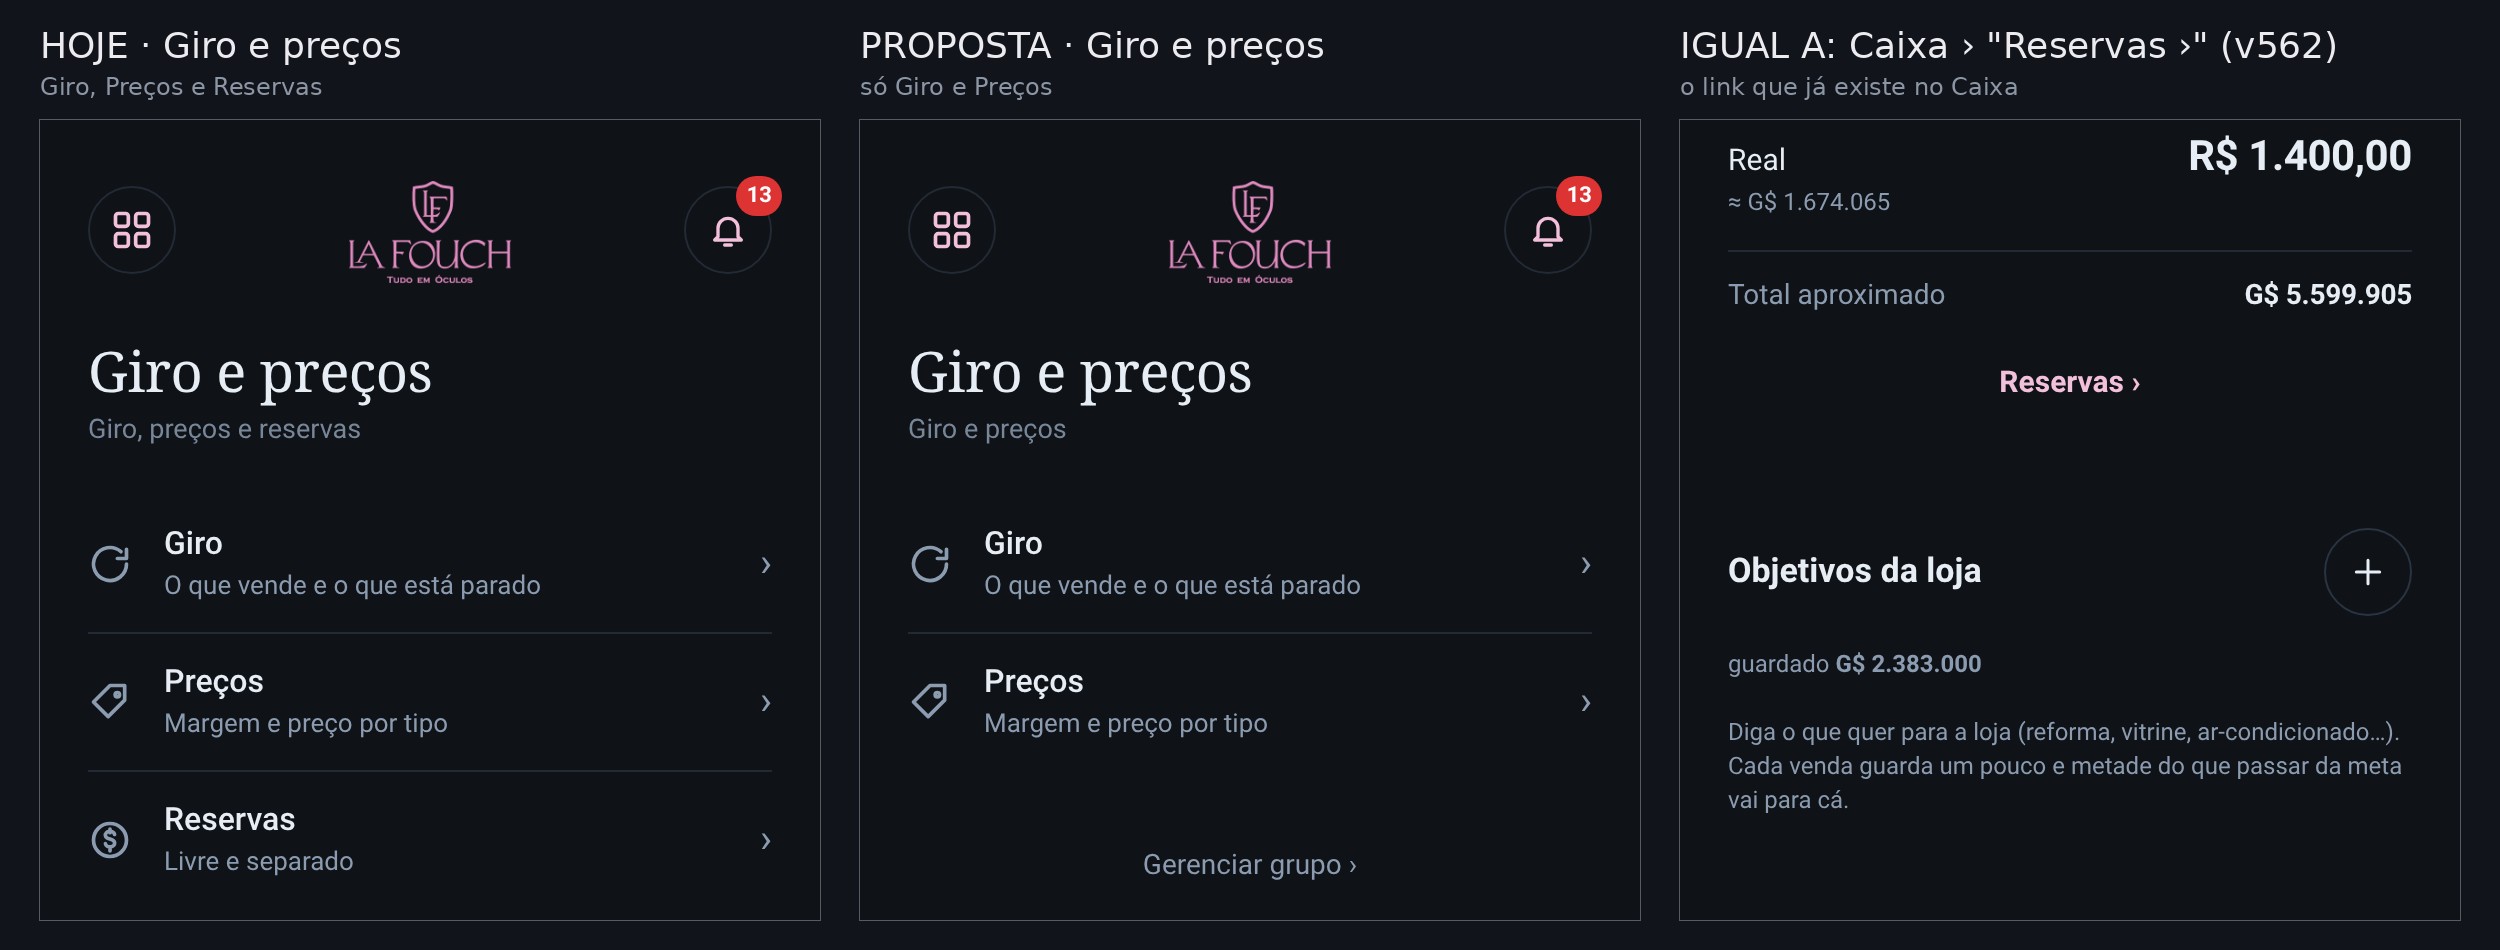 HOJE · Giro e preços
Giro, Preços e Reservas
13
LF
LA FOUCH
TUDO EM ÓCULOS
Giro e preços
Giro, preços e reservas
Giro
O que vende e o que está parado
›
Preços
Margem e preço por tipo
›
Reservas
Livre e separado
›
PROPOSTA · Giro e preços
só Giro e Preços
13
LF
LA FOUCH
TUDO EM ÓCULOS
Giro e preços
Giro e preços
Giro
O que vende e o que está parado
›
Preços
Margem e preço por tipo
›
Gerenciar grupo ›
IGUAL A: Caixa › "Reservas ›" (v562)
o link que já existe no Caixa
Real R$ 1.400,00
≈ G$ 1.674.065
Total aproximado G$ 5.599.905
Reservas ›
Objetivos da loja
guardado G$ 2.383.000
Diga o que quer para a loja (reforma, vitrine, ar-condicionado…).
Cada venda guarda um pouco e metade do que passar da meta
vai para cá.